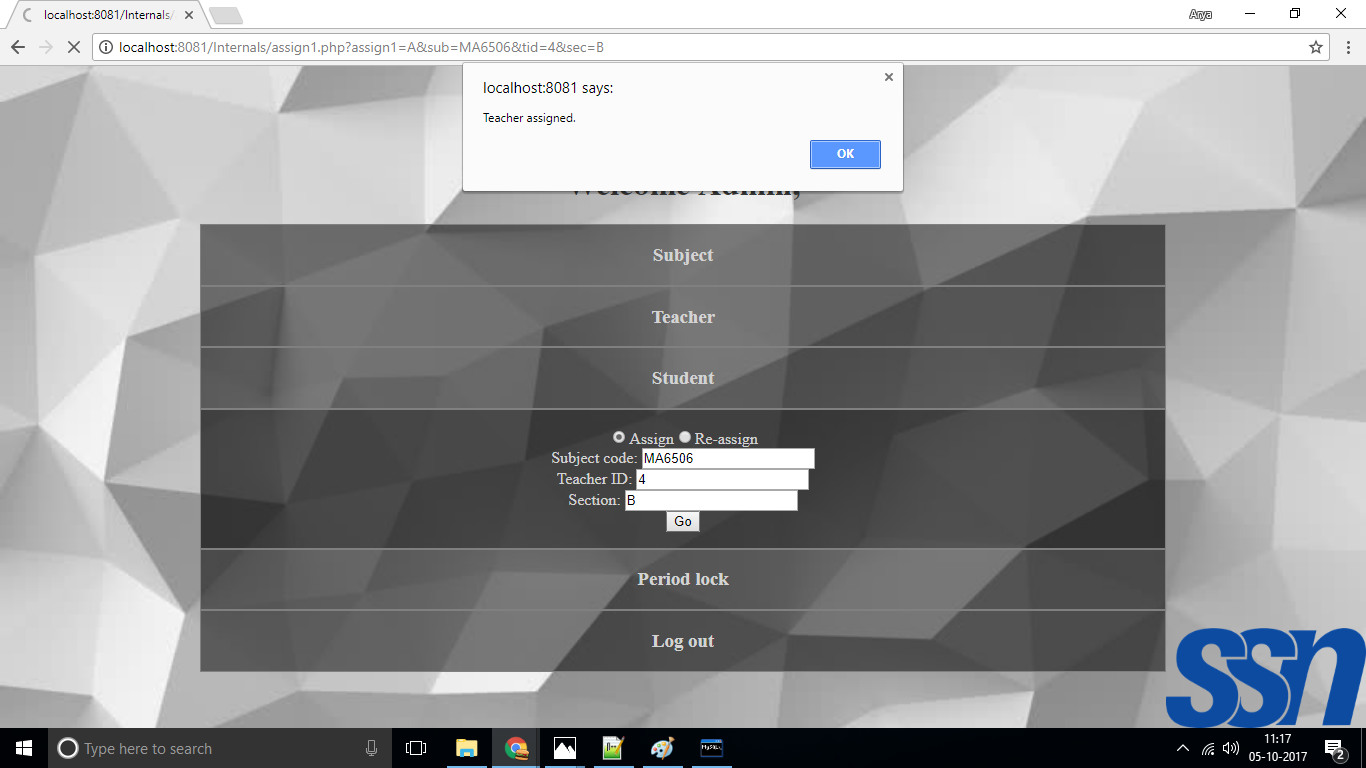 localhost:8081/Internals/
Arya
localhost:8081/Internals/assign1.php?assign1=A&sub=MA6506&tid=4&sec=B
localhost:8081 says:
Teacher assigned.
OK
Welcome Admin,
Subject
Teacher
Student
Assign Re-assign
Subject code: MA6506
Teacher ID: 4
Section: B
Go
Period lock
Log out
ssn
Type here to search
MySQL
11:17
05-10-2017
2